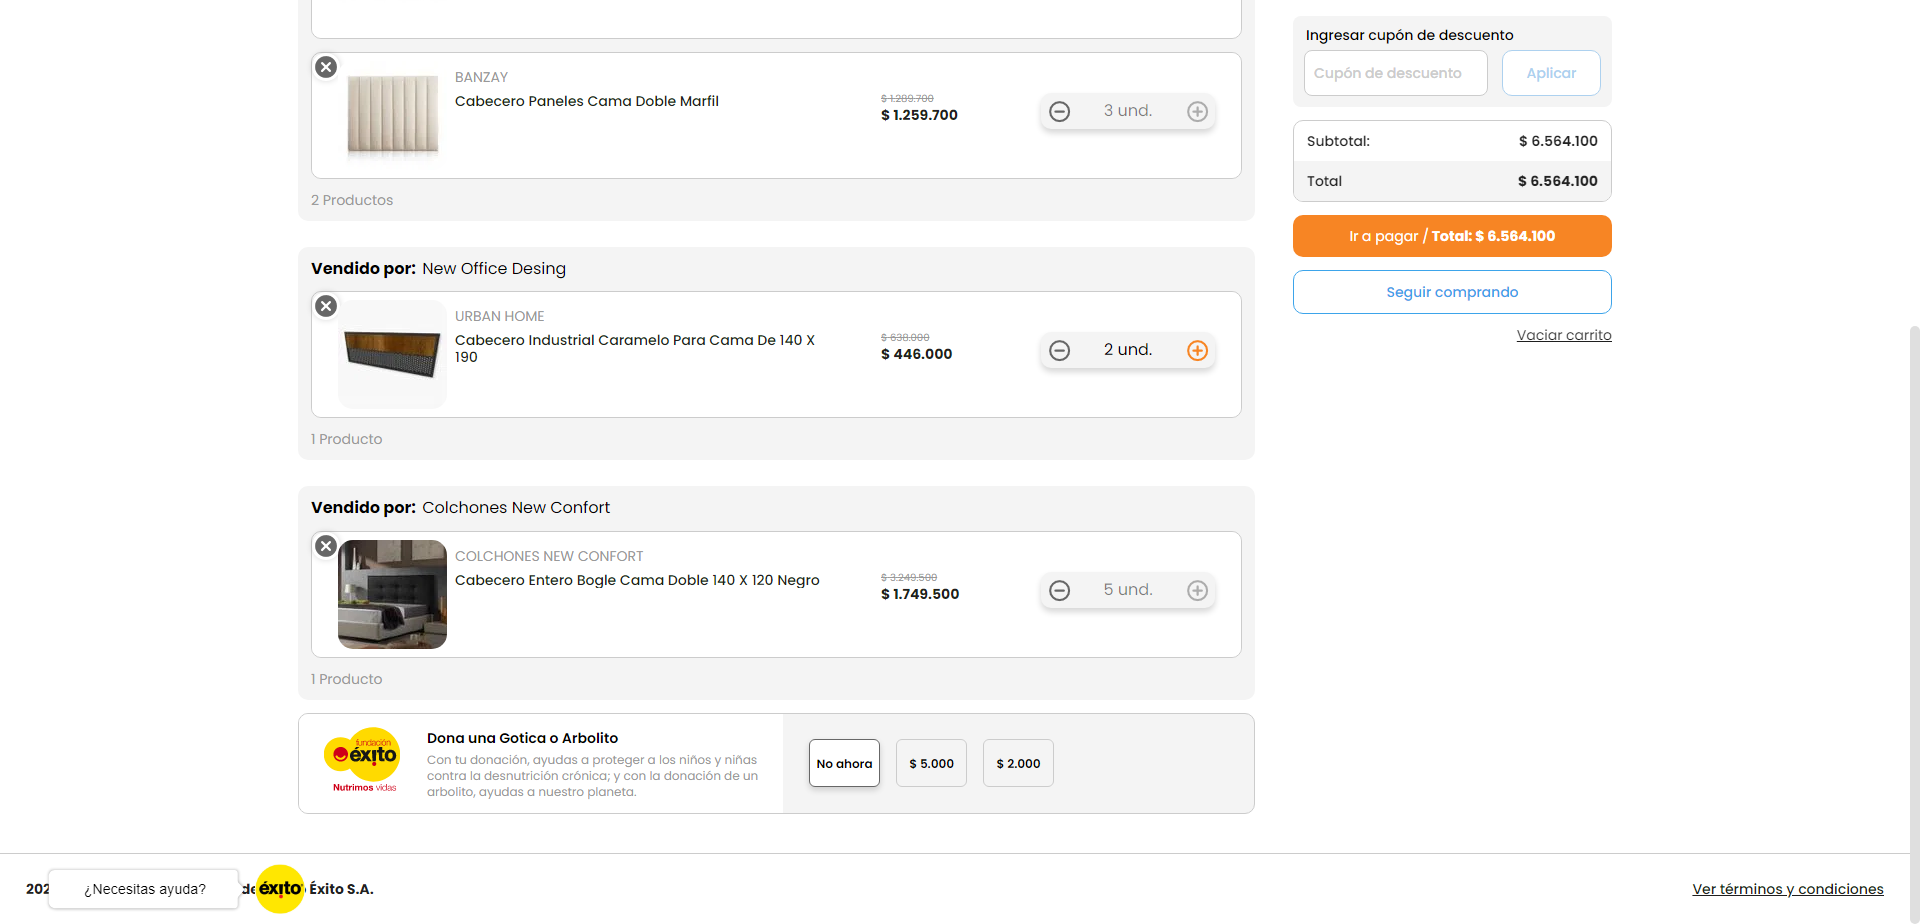 Ingresar cupón de descuento
Cupón de descuento
Aplicar
BANZAY
Cabecero Paneles Cama Doble Marfil
$ 1.289.700
$ 1.259.700
3 und.
Subtotal:
$ 6.564.100
Total
$ 6.564.100
2 Productos
Ir a pagar / Total: $ 6.564.100
Vendido por: New Office Desing
Seguir comprando
Vaciar carrito
URBAN HOME
Cabecero Industrial Caramelo Para Cama De 140 X
190
$ 638.000
$ 446.000
2 und.
1 Producto
Vendido por: Colchones New Confort
COLCHONES NEW CONFORT
Cabecero Entero Bogle Cama Doble 140 X 120 Negro
$ 3.249.500
$ 1.749.500
5 und.
1 Producto
fundación
éxito
Nutrimos vidas
Dona una Gotica o Arbolito
Con tu donación, ayudas a proteger a los niños y niñas
contra la desnutrición crónica; y con la donación de un
arbolito, ayudas a nuestro planeta.
No ahora
$ 5.000
$ 2.000
202
¿Necesitas ayuda?
de
éxito
Éxito S.A.
Ver términos y condiciones